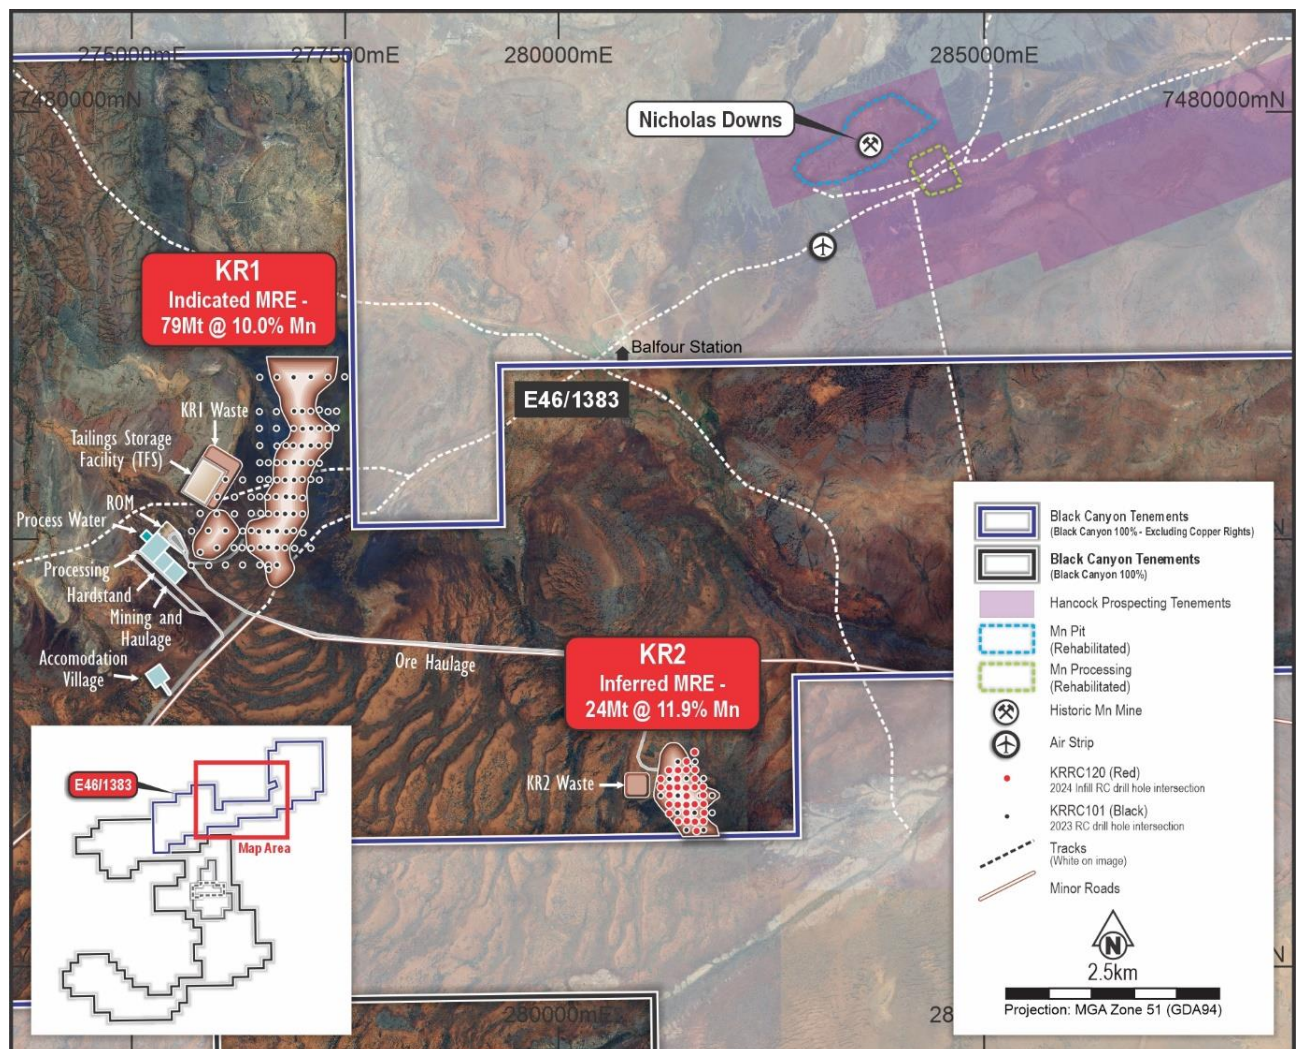 275000mE
277500mE
280000mE
285000mE
7480000mN
7480000mN
Nicholas Downs
KR1
Indicated MRE -
79Mt @ 10.0% Mn
Balfour Station
E46/1383
KR1 Waste
Tailings Storage
Facility (TFS)
ROM
Process Water
Processing
Hardstand
Mining and
Haulage
Accomodation
Village
Ore Haulage
KR2
Inferred MRE -
24Mt @ 11.9% Mn
KR2 Waste
E46/1383
Map Area
Black Canyon Tenements
(Black Canyon 100% - Excluding Copper Rights)
Black Canyon Tenements
(Black Canyon 100%)
Hancock Prospecting Tenements
Mn Pit
(Rehabilitated)
Mn Processing
(Rehabilitated)
Historic Mn Mine
Air Strip
KRRC120 (Red)
2024 Infill RC drill hole intersection
KRRC101 (Black)
2023 RC drill hole intersection
Tracks
(White on image)
Minor Roads
N
2.5km
Projection: MGA Zone 51 (GDA94)
N
N
280000mE
28